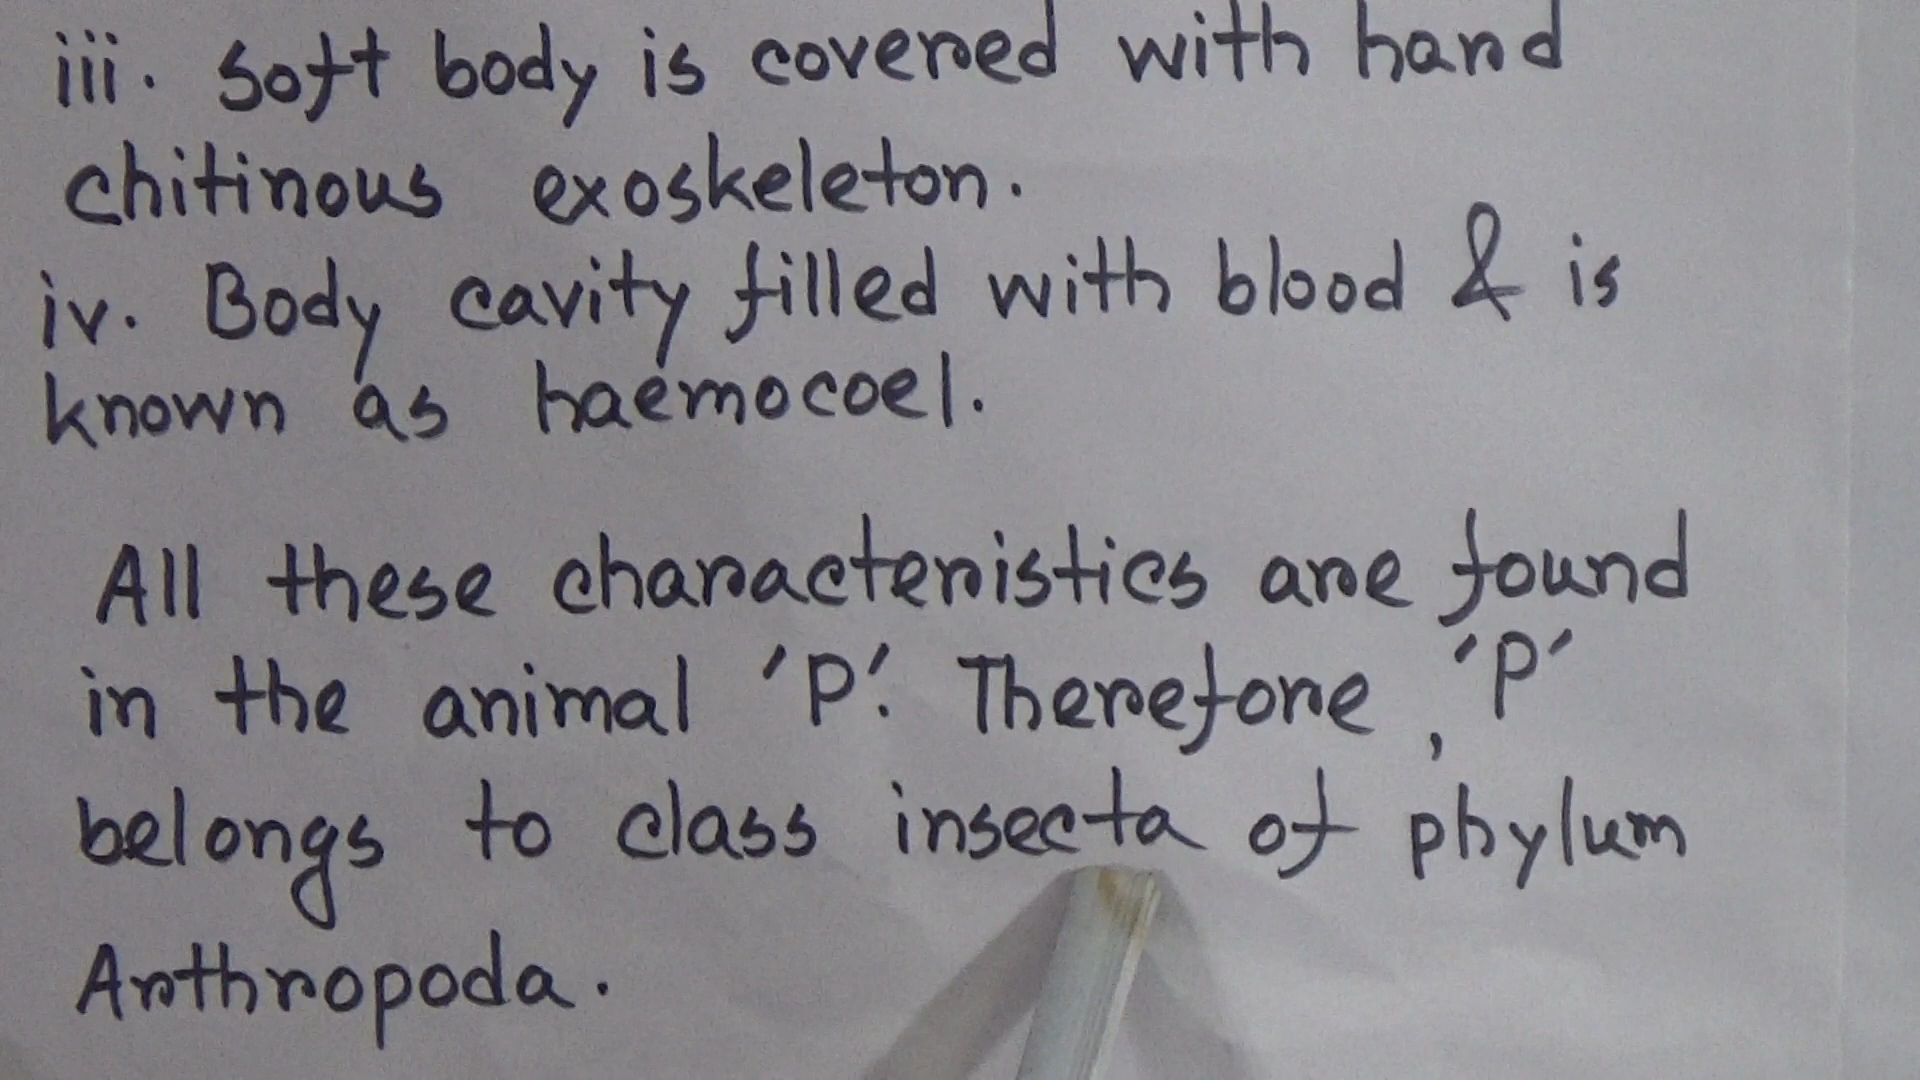 iii. Soft body is covered with hard
chitinous exoskeleton.
iv. Body cavity filled with blood & is
known as haemocoel.
All these characteristics are found
in the animal 'P'. Therefore, 'P'
belongs to class insecta of phylum
Arthropoda.